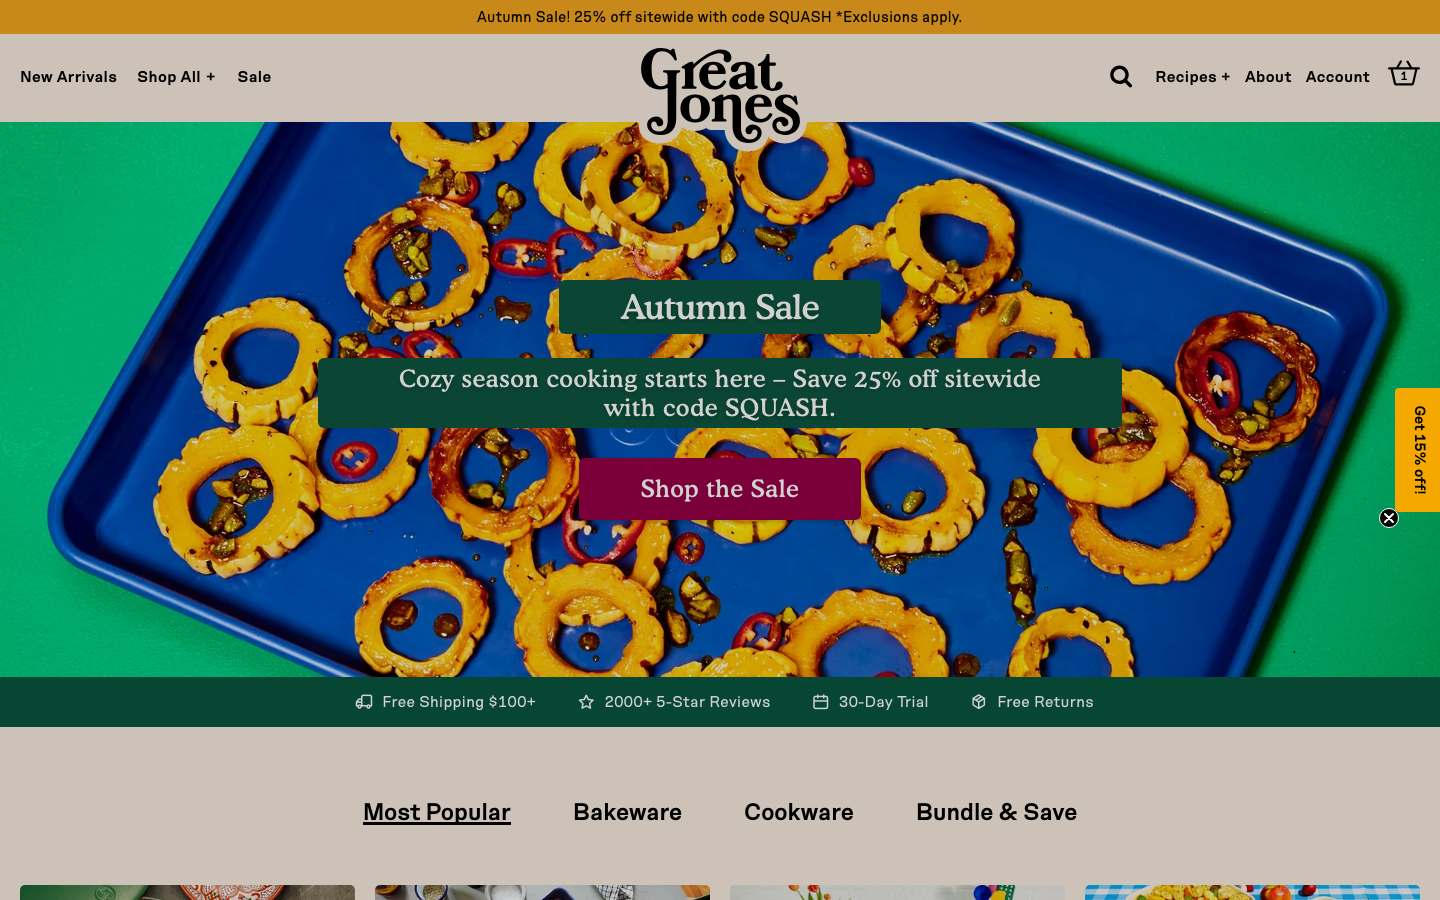 Autumn Sale! 25% off sitewide with code SQUASH *Exclusions apply.
New Arrivals
Shop All +
Sale
Great
Jones
Recipes +
About
Account
1
Autumn Sale
Cozy season cooking starts here – Save 25% off sitewide
with code SQUASH.
Shop the Sale
Get 15% off!
Free Shipping $100+
2000+ 5-Star Reviews
30-Day Trial
Free Returns
Most Popular
Bakeware
Cookware
Bundle & Save